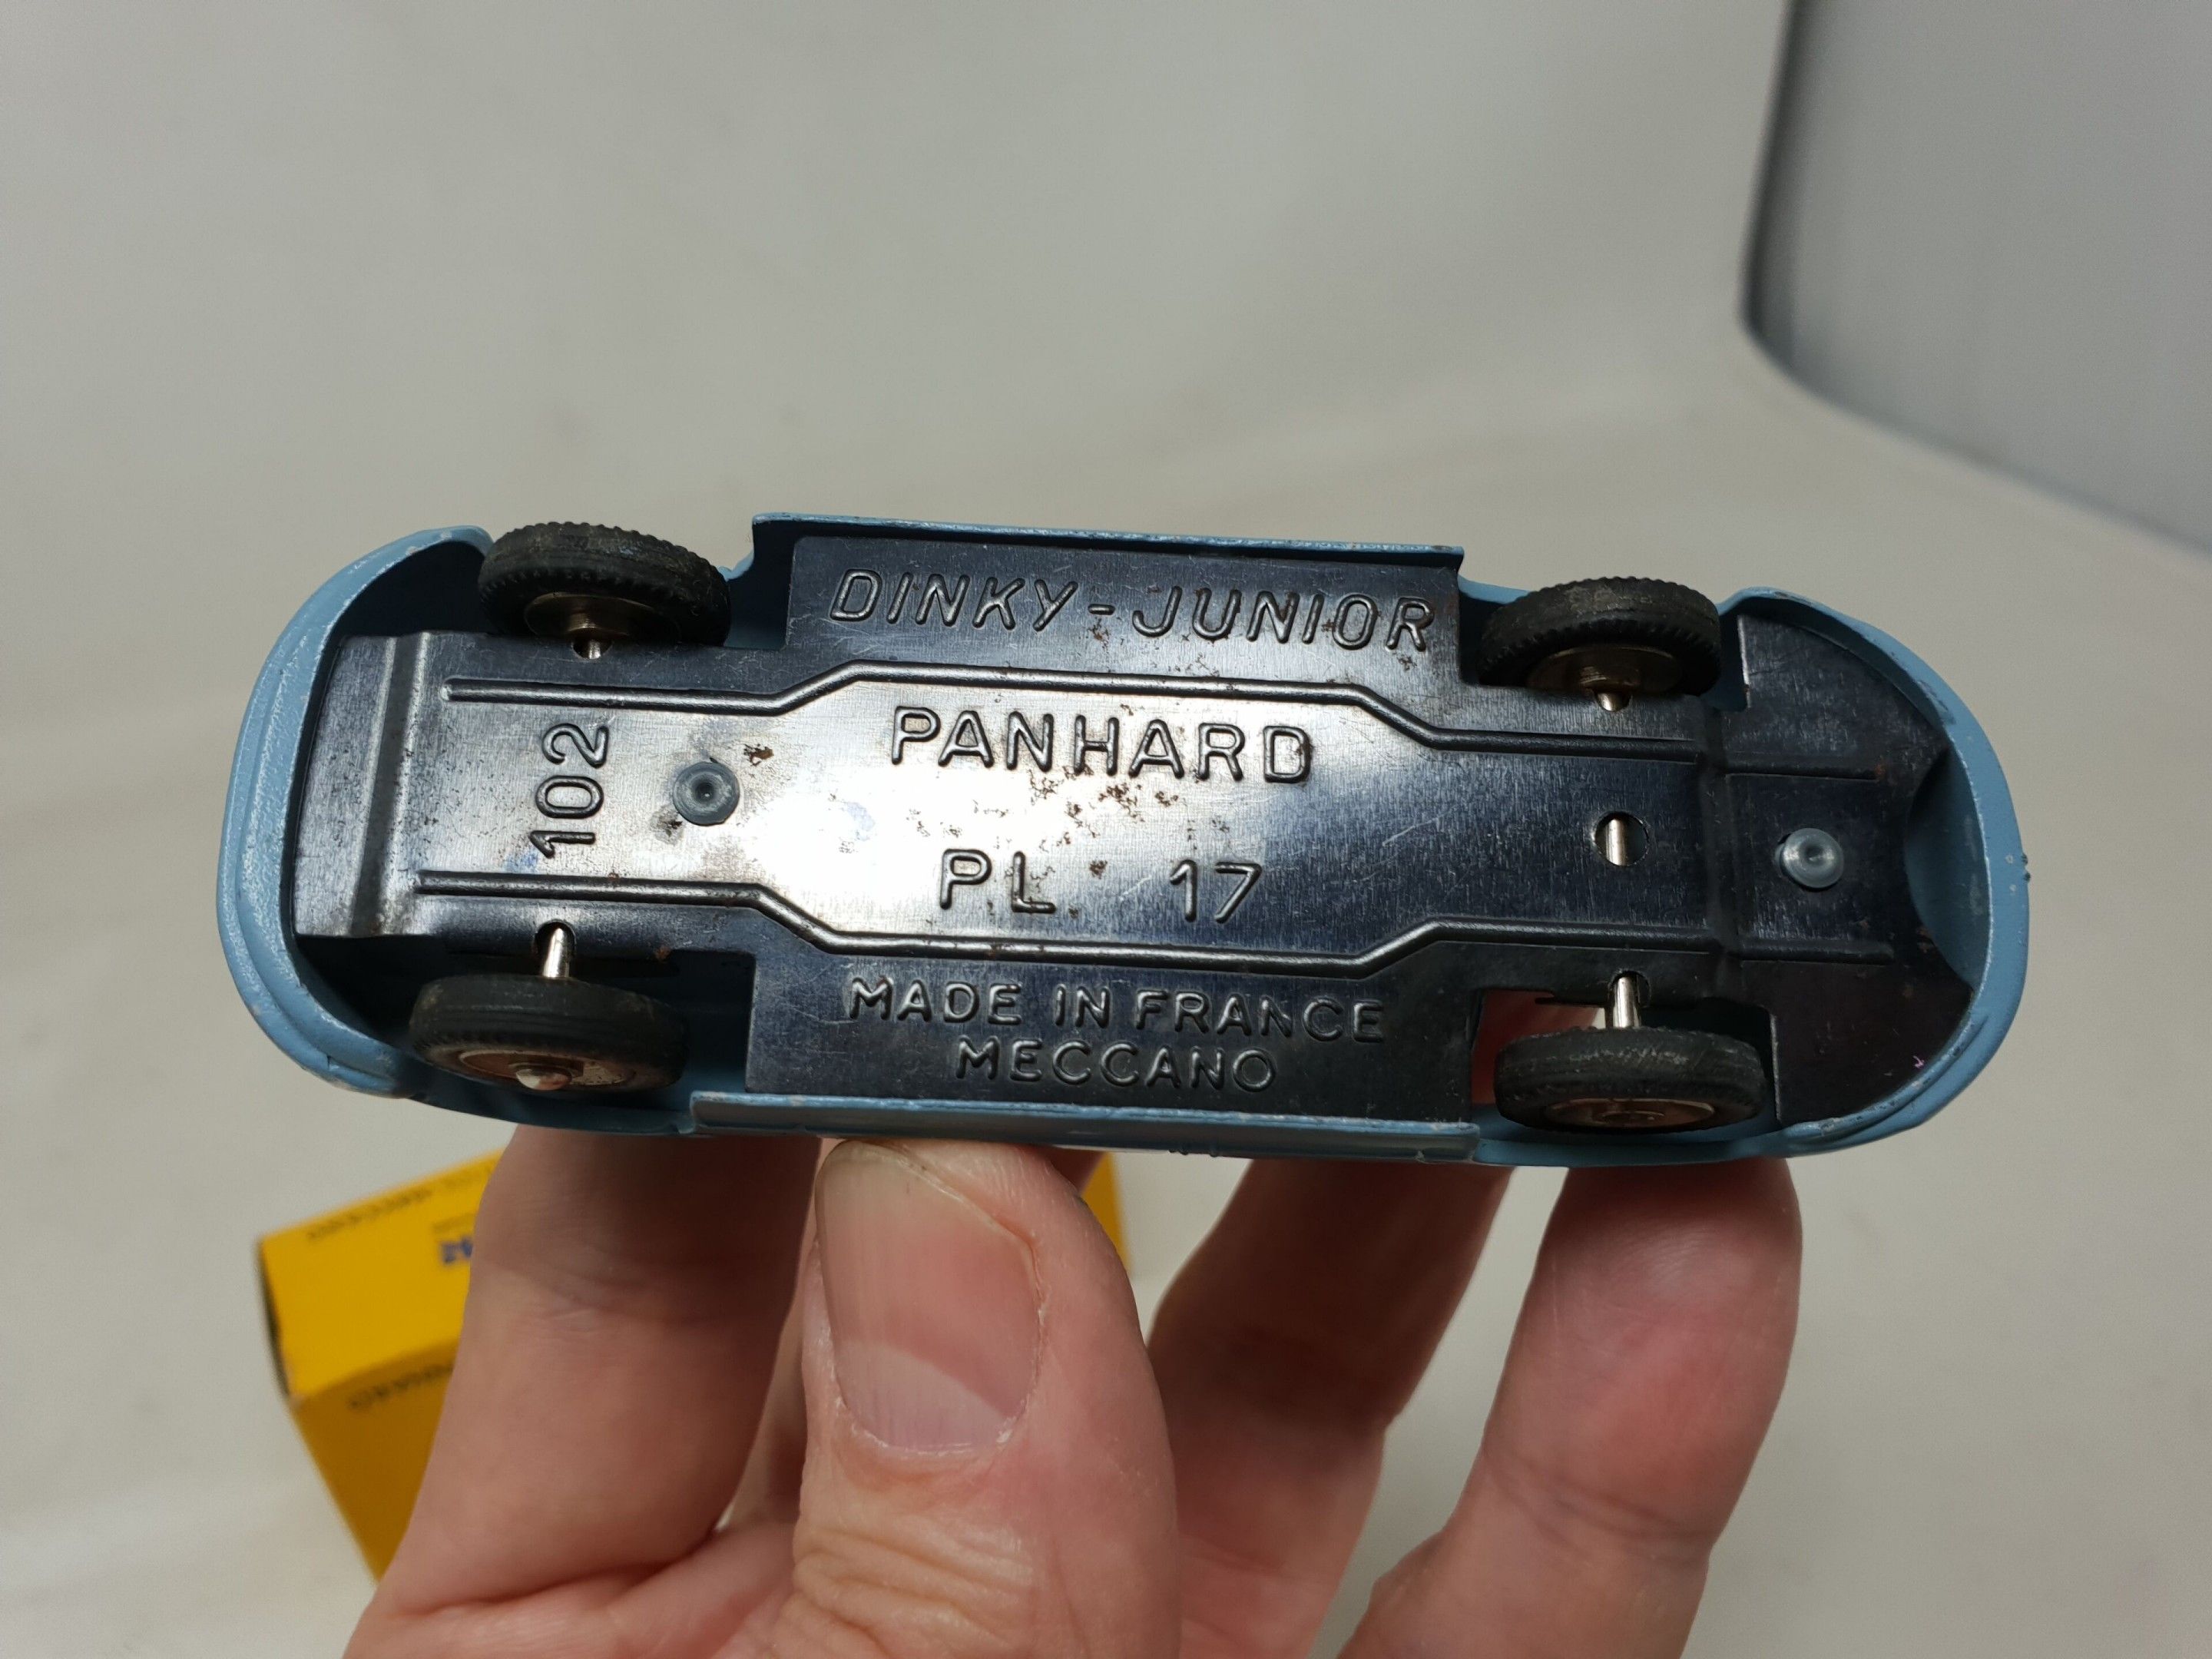 DINKY-JUNIOR
PANHARD
102
PL 17
MADE IN FRANCE
MECCANO